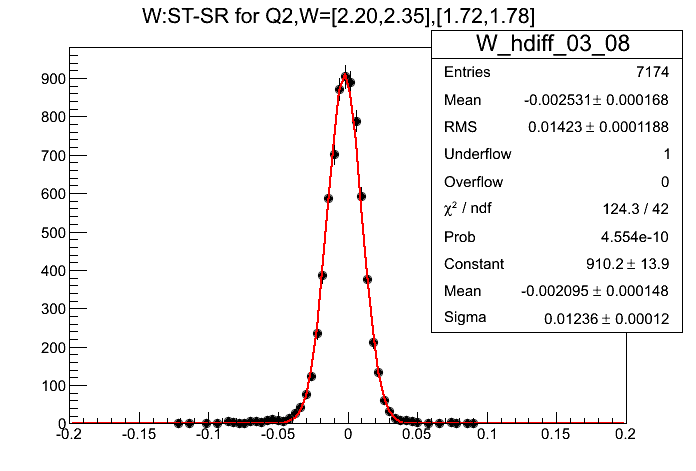 W:ST-SR for Q2,W=[2.20,2.35],[1.72,1.78]
W_hdiff_03_08
Entries 7174
Mean -0.002531 ± 0.000168
RMS 0.01423 ± 0.0001188
Underflow 1
Overflow 0
χ² / ndf 124.3 / 42
Prob 4.554e-10
Constant 910.2 ± 13.9
Mean -0.002095 ± 0.000148
Sigma 0.01236 ± 0.00012
900
800
700
600
500
400
300
200
100
0
-0.2 -0.15 -0.1 -0.05 0 0.05 0.1 0.15 0.2